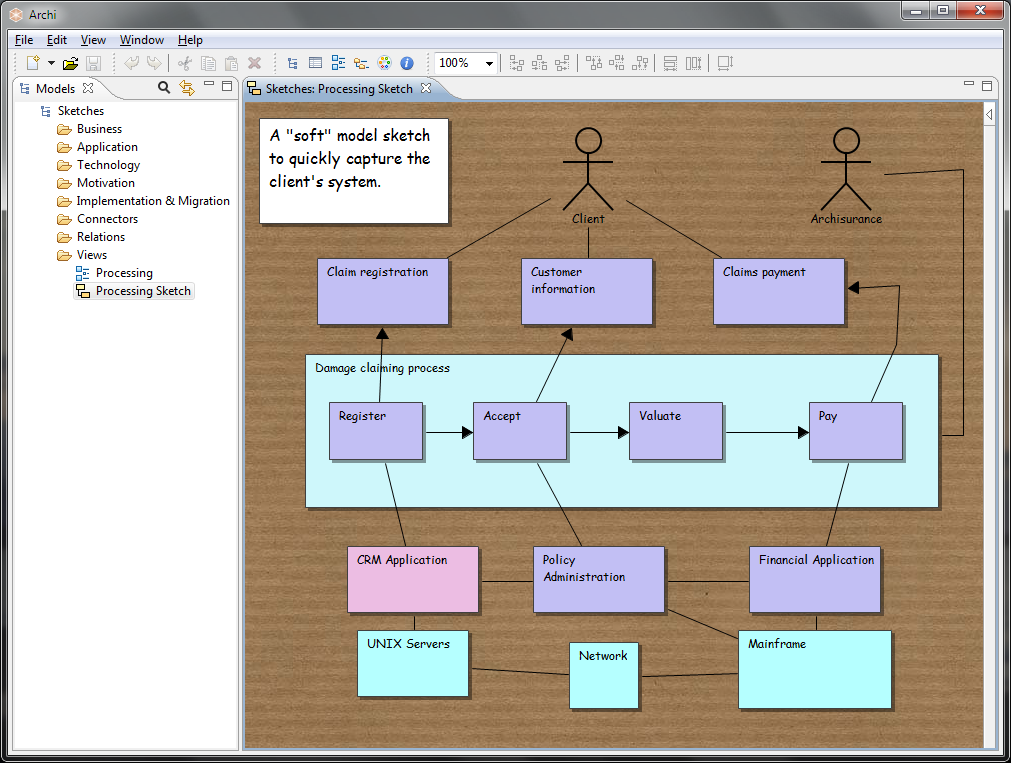 Archi
File Edit View Window Help
100%
Models
Sketches
Business
Application
Technology
Motivation
Implementation & Migration
Connectors
Relations
Views
Processing
Processing Sketch
Sketches: Processing Sketch
A "soft" model sketch
to quickly capture the
client's system.
Client
Archisurance
Claim registration
Customer
information
Claims payment
Damage claiming process
Register
Accept
Valuate
Pay
CRM Application
Policy
Administration
Financial Application
UNIX Servers
Network
Mainframe